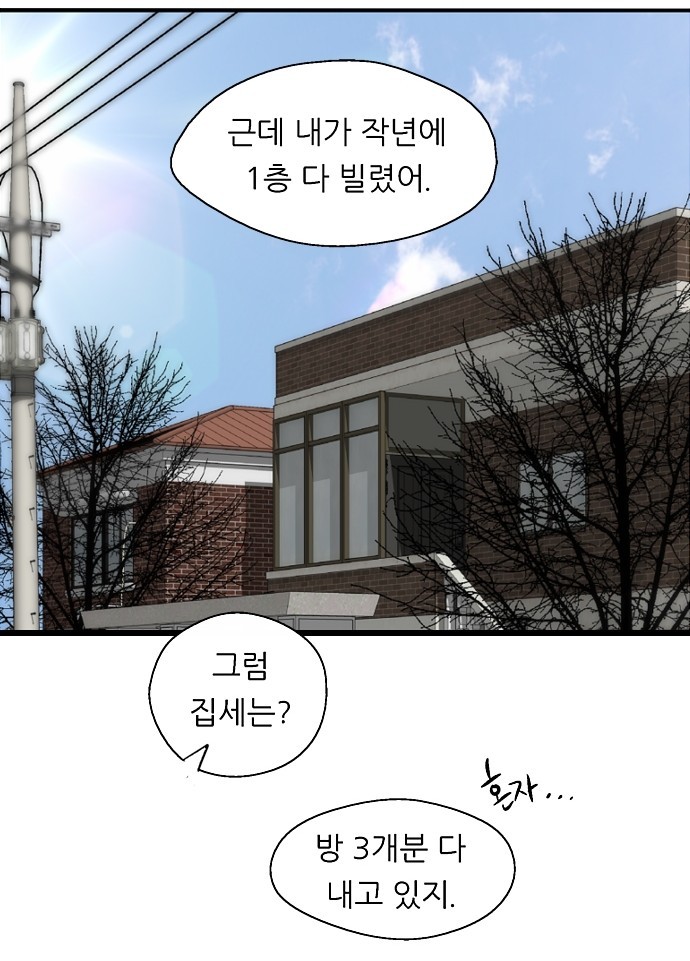 근데 내가 작년에
1층 다 빌렸어.
그럼
집세는?
혼자...
방 3개분 다
내고 있지.